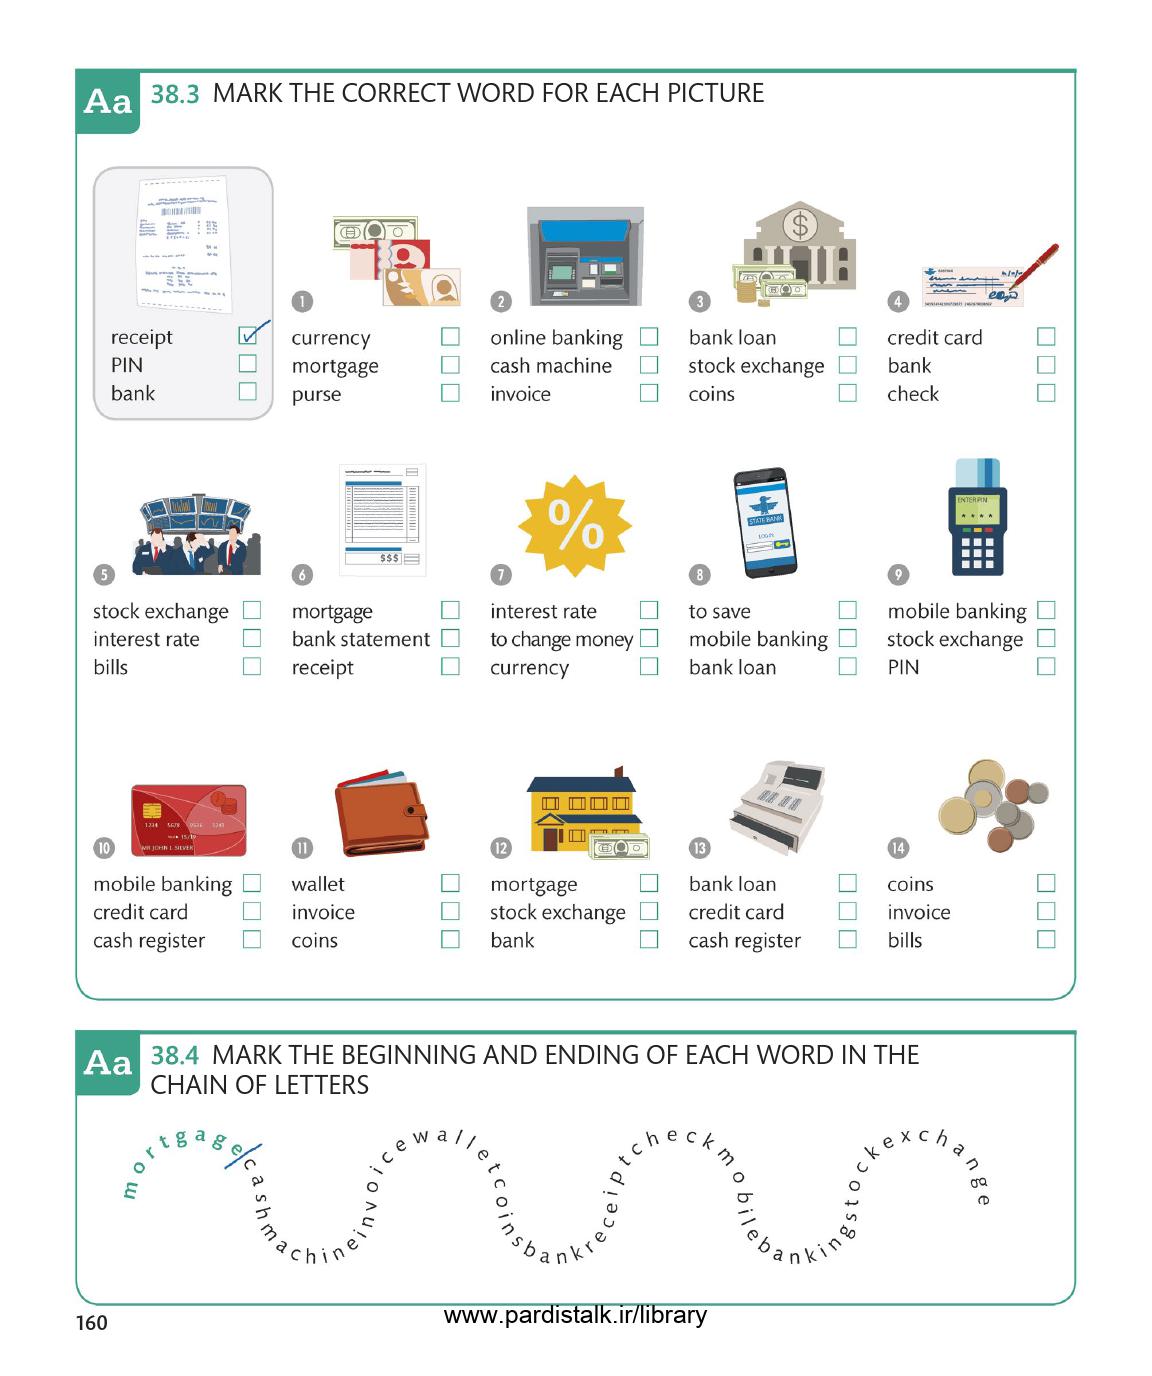 Aa 38.3 MARK THE CORRECT WORD FOR EACH PICTURE
receipt
PIN
bank
1
currency
mortgage
purse
2
online banking
cash machine
invoice
$
3
bank loan
stock exchange
coins
4
credit card
bank
check
5
stock exchange
interest rate
bills
$$$
6
mortgage
bank statement
receipt
%
7
interest rate
to change money
currency
STATE BANK
LOG IN
8
to save
mobile banking
bank loan
ENTER PIN
* * * *
9
mobile banking
stock exchange
PIN
1234 5678
15/19
MR JOHN J. SILVER
10
mobile banking
credit card
cash register
11
wallet
invoice
coins
12
mortgage
stock exchange
bank
13
bank loan
credit card
cash register
14
coins
invoice
bills
Aa 38.4 MARK THE BEGINNING AND ENDING OF EACH WORD IN THE
CHAIN OF LETTERS
mortgagecashmachineinvoicewalletcoinsbankreceiptcheckmobilebankingstockexchange
160
www.pardistalk.ir/library